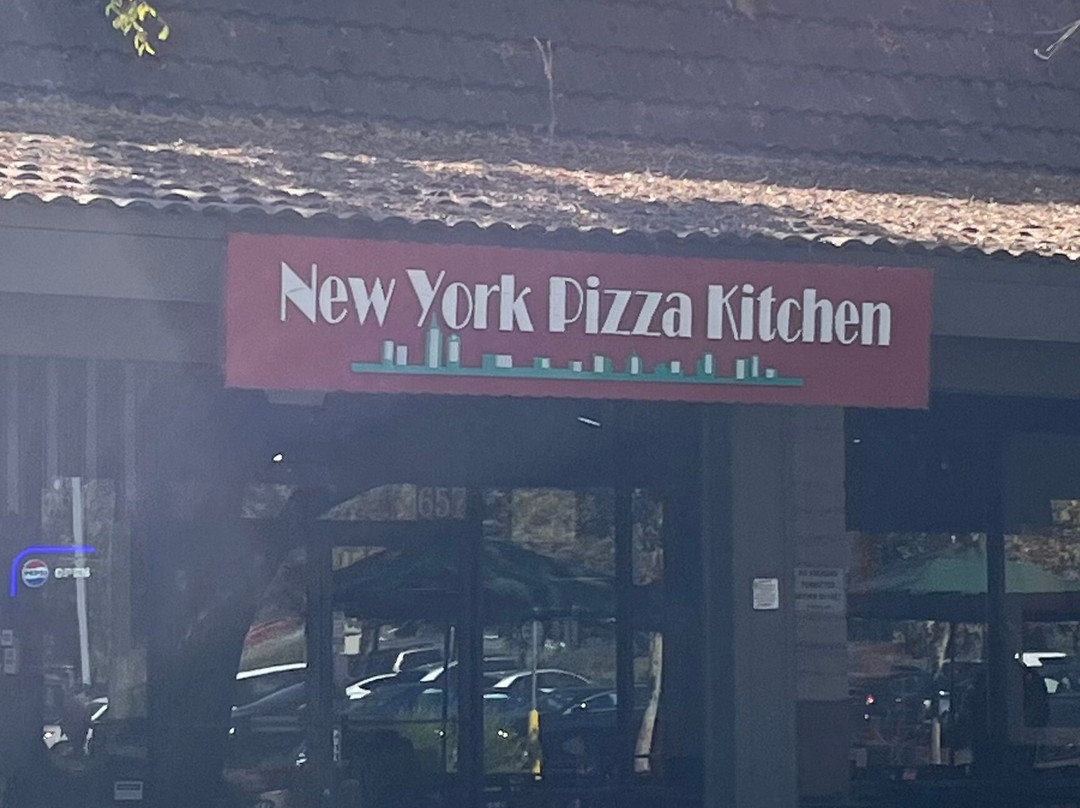 New York Pizza Kitchen
657
pepsi OPEN